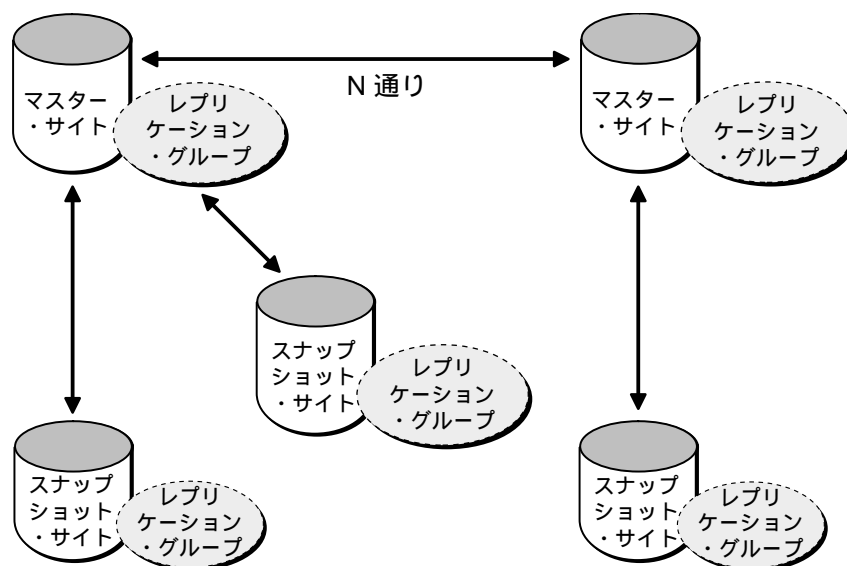 マスター
・サイト
レプリ
ケーション
・グループ
N 通り
マスター
・サイト
レプリ
ケーション
・グループ
スナップ
ショット
・サイト
レプリ
ケーション
・グループ
スナップ
ショット
・サイト
レプリ
ケーション
・グループ
スナップ
ショット
・サイト
レプリ
ケーション
・グループ